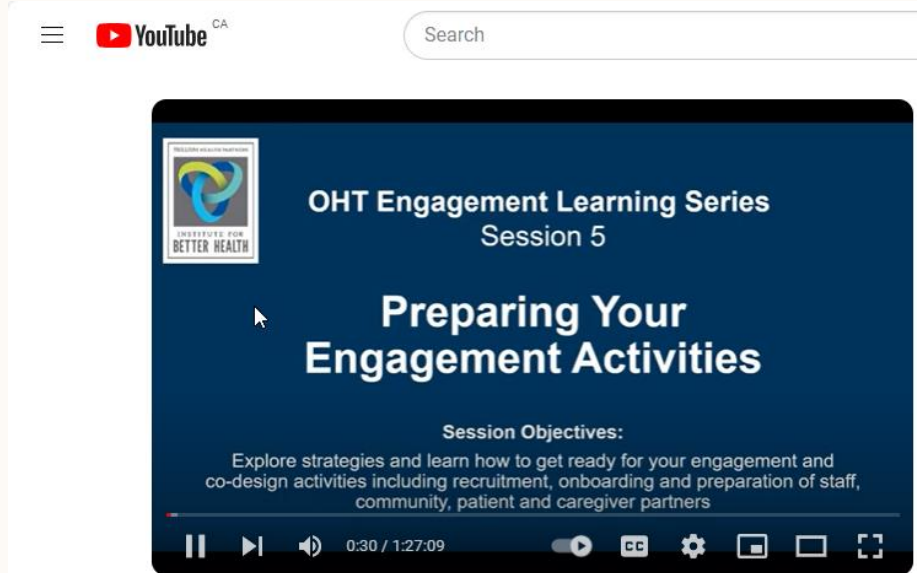 YouTube CA
Search
TRILLIUM HEALTH PARTNERS
INSTITUTE FOR
BETTER HEALTH
OHT Engagement Learning Series
Session 5
Preparing Your
Engagement Activities
Session Objectives:
Explore strategies and learn how to get ready for your engagement and
co-design activities including recruitment, onboarding and preparation of staff,
community, patient and caregiver partners
0:30 / 1:27:09
CC